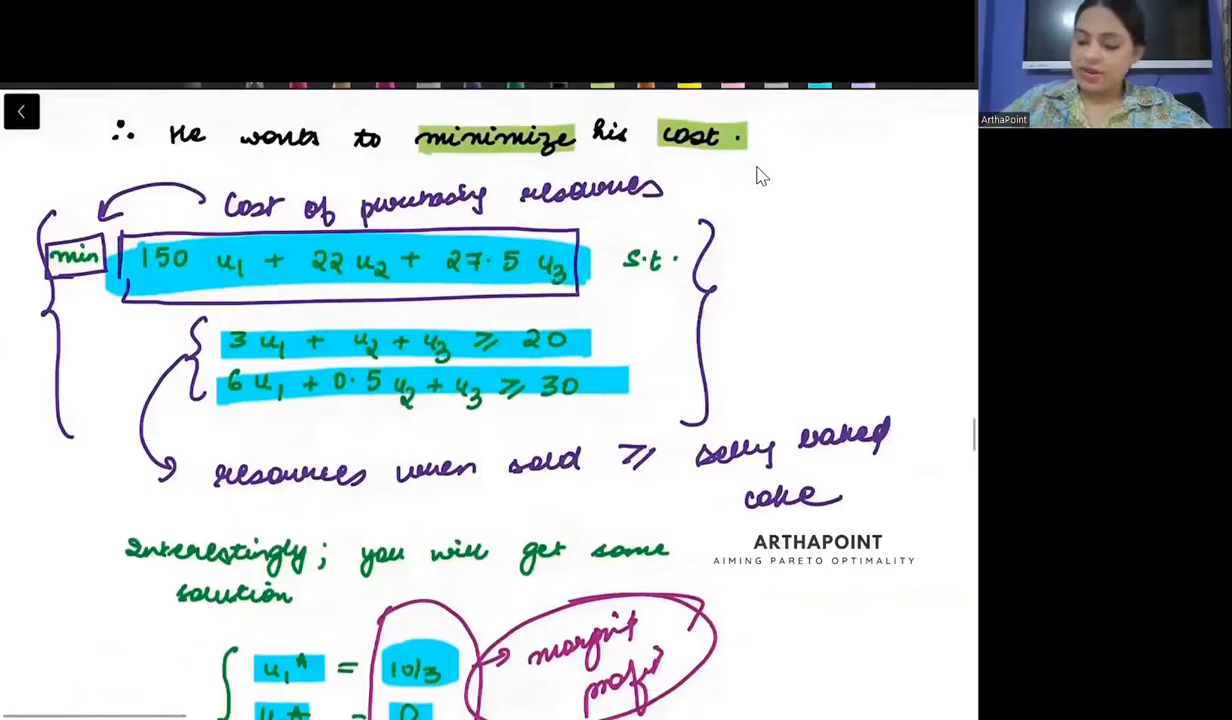 ArthaPoint
∴ He wants to minimize his cost.
Cost of purchasing resources
min 150 u₁ + 22 u₂ + 27.5 u₃ s.t.
3 u₁ + u₂ + u₃ ⩾ 20
6 u₁ + 0.5 u₂ + u₃ ⩾ 30
resources when sold ⩾ selling baked
cake
ARTHAPOINT
AIMING PARETO OPTIMALITY
Interestingly; you will get same
solution
u₁* = 10/3
= 0